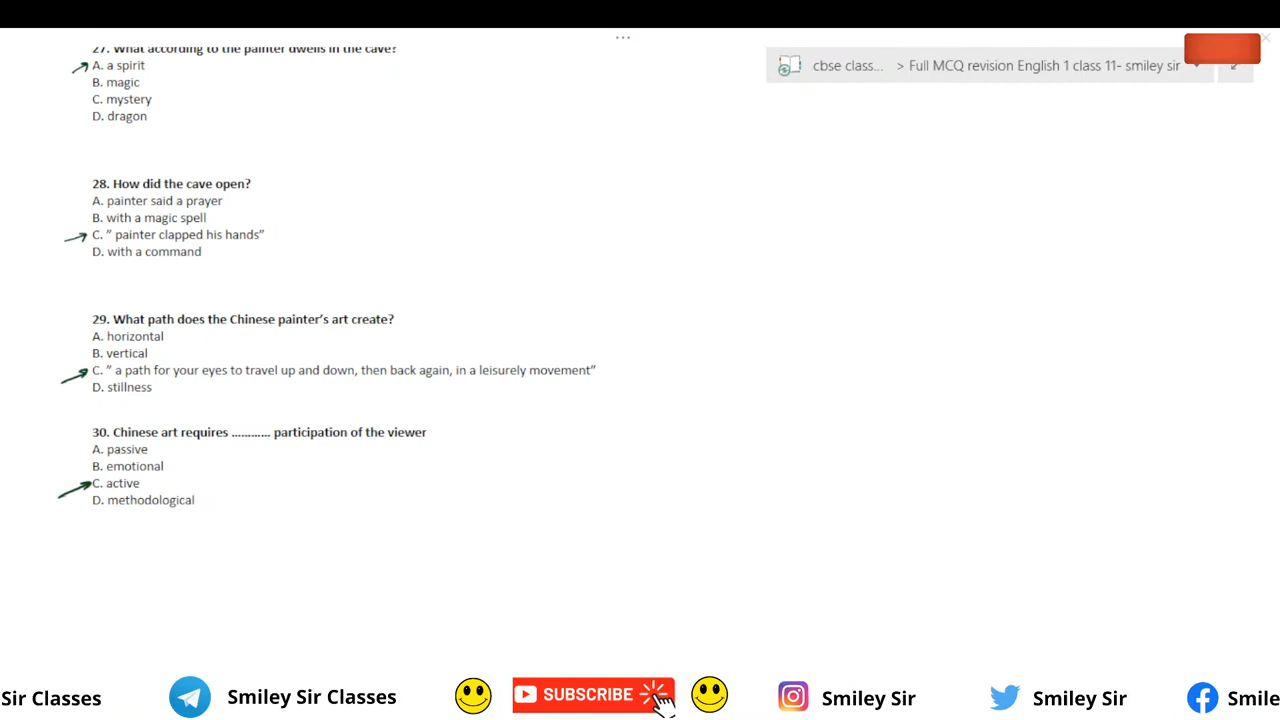 27. What according to the painter dwells in the cave?
A. a spirit
B. magic
C. mystery
D. dragon
cbse class... > Full MCQ revision English 1 class 11- smiley sir
28. How did the cave open?
A. painter said a prayer
B. with a magic spell
C. " painter clapped his hands"
D. with a command
29. What path does the Chinese painter's art create?
A. horizontal
B. vertical
C. " a path for your eyes to travel up and down, then back again, in a leisurely movement"
D. stillness
30. Chinese art requires ............ participation of the viewer
A. passive
B. emotional
C. active
D. methodological
Sir Classes
Smiley Sir Classes
SUBSCRIBE
Smiley Sir
Smiley Sir
Smile